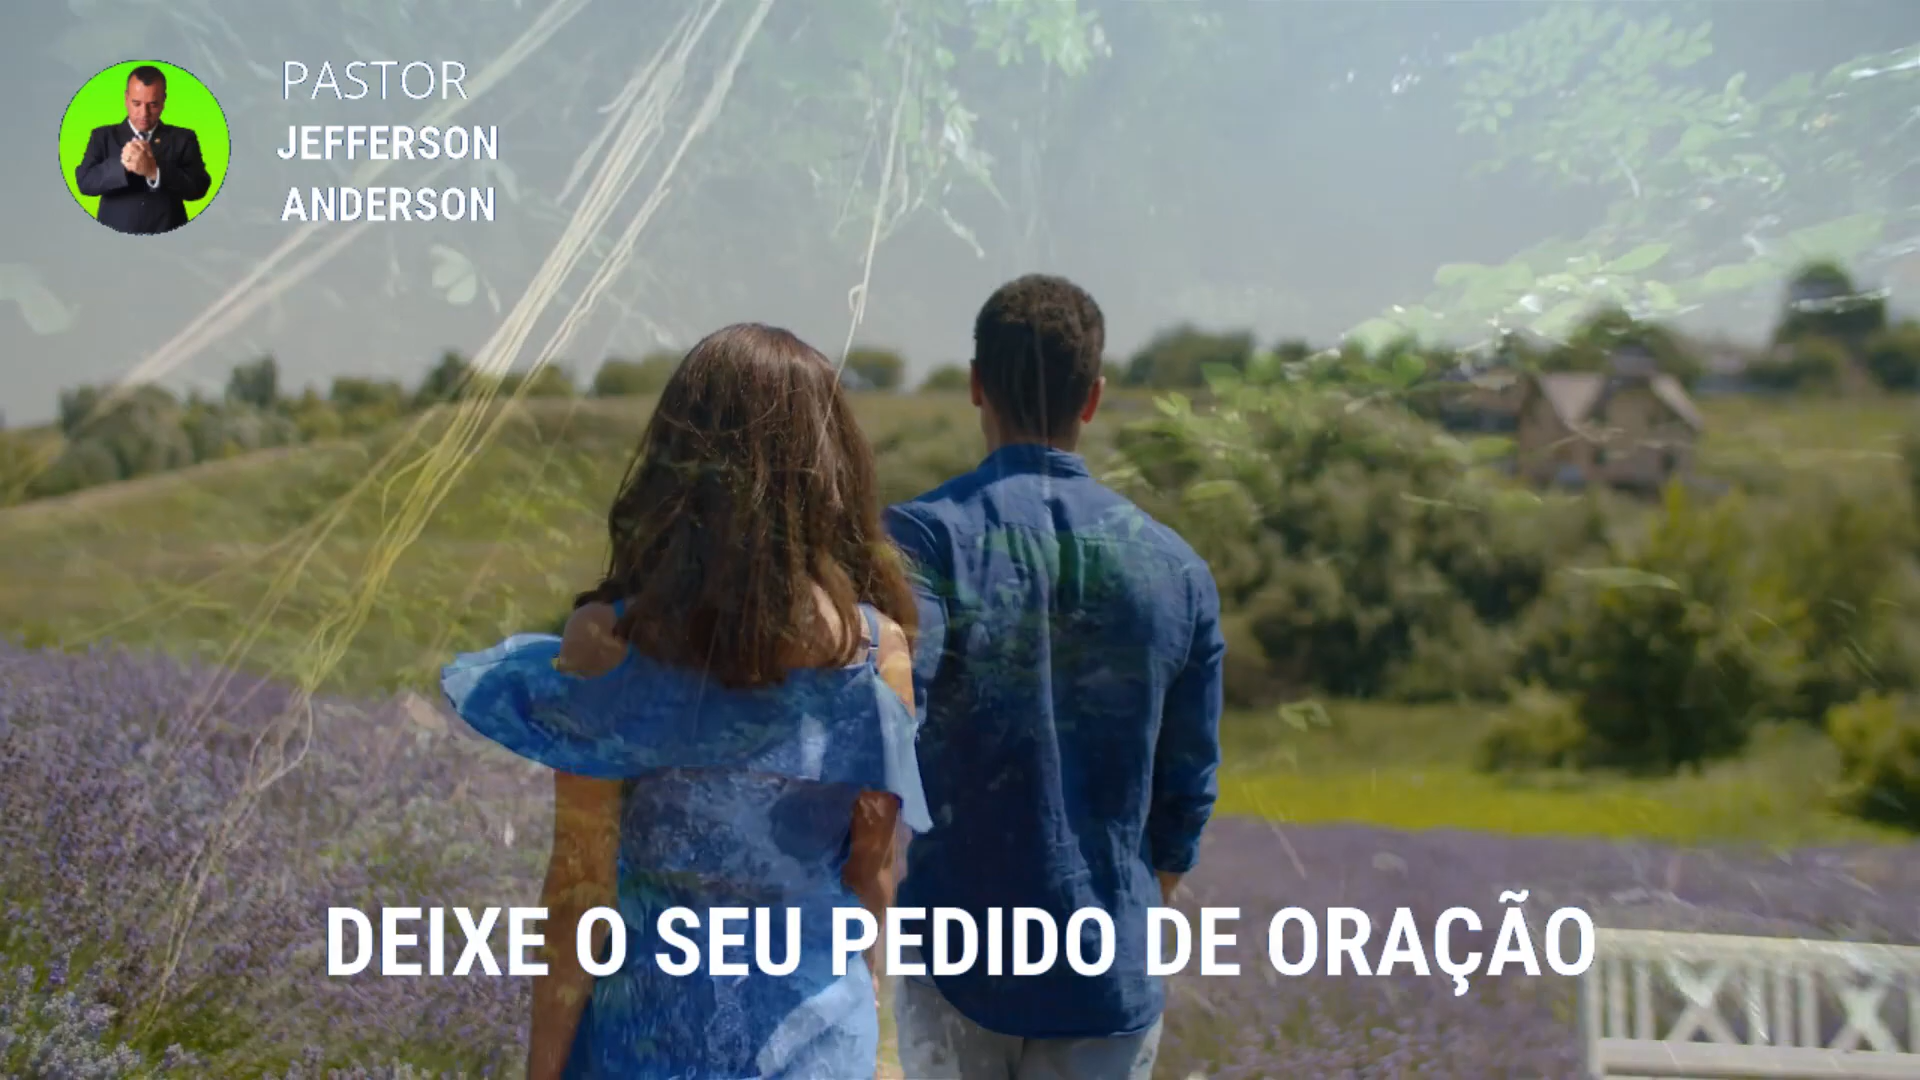 PASTOR
JEFFERSON
ANDERSON
DEIXE O SEU PEDIDO DE ORAÇÃO